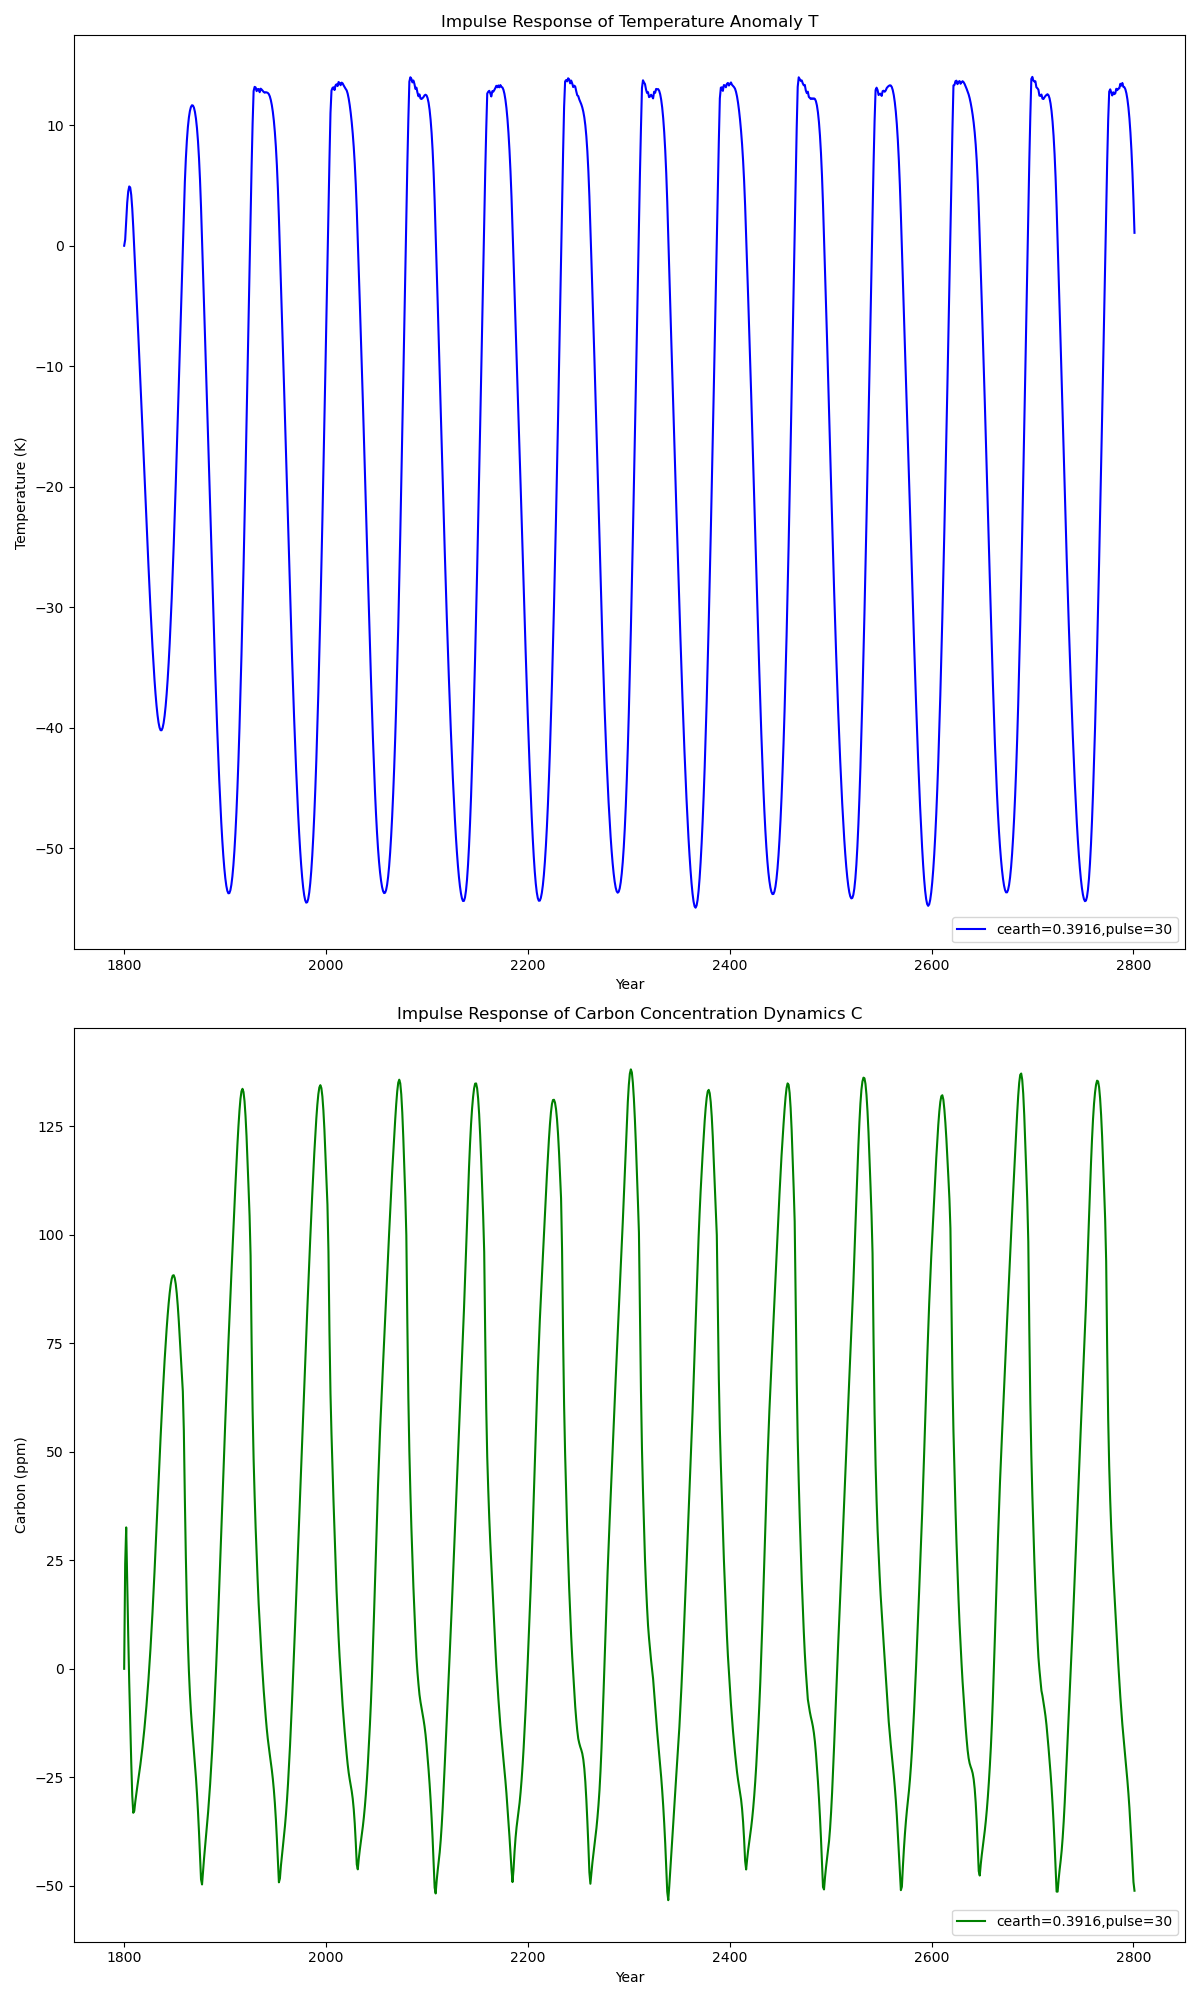 Impulse Response of Temperature Anomaly T
10
0
−10
−20
−30
−40
−50
Temperature (K)
cearth=0.3916,pulse=30
1800 2000 2200 2400 2600 2800
Year
Impulse Response of Carbon Concentration Dynamics C
125
100
75
50
25
0
−25
−50
Carbon (ppm)
cearth=0.3916,pulse=30
1800 2000 2200 2400 2600 2800
Year